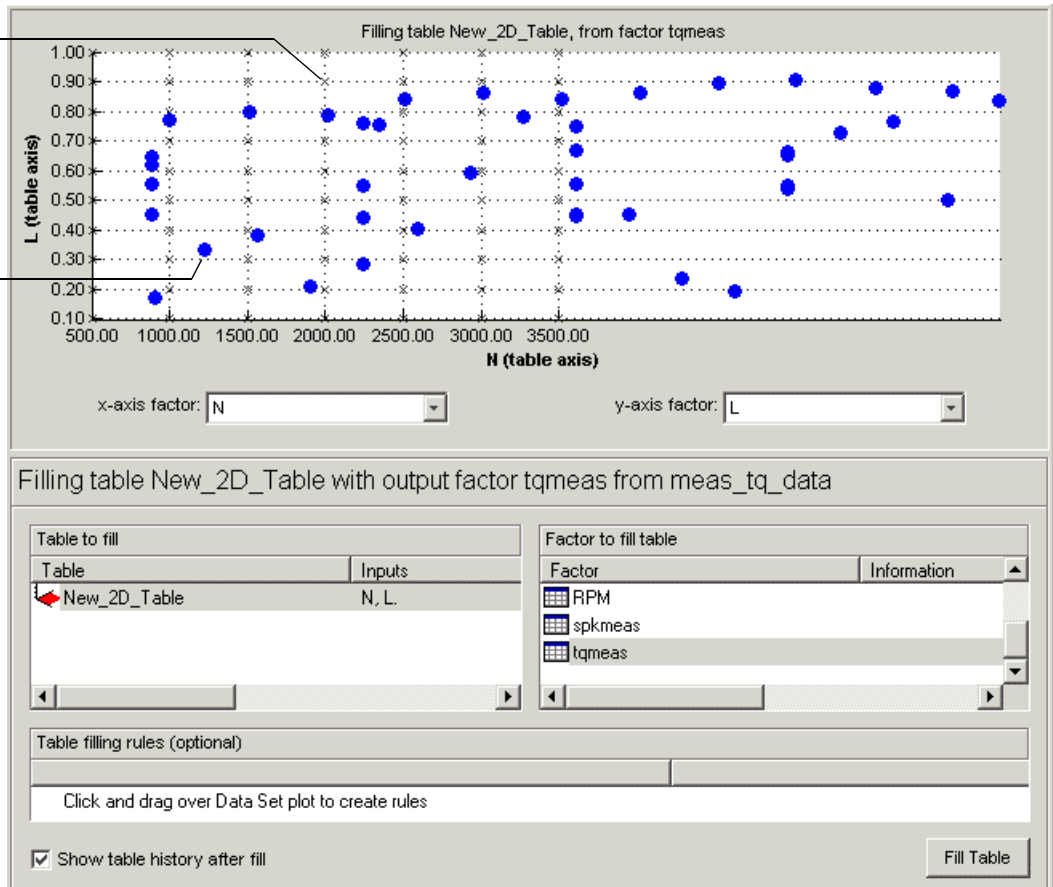 Filling table New_2D_Table, from factor tqmeas
1.00
0.90
0.80
0.70
0.60
0.50
0.40
0.30
0.20
0.10
L (table axis)
500.00 1000.00 1500.00 2000.00 2500.00 3000.00 3500.00
N (table axis)
x-axis factor: N y-axis factor: L
Filling table New_2D_Table with output factor tqmeas from meas_tq_data
Table to fill
Table Inputs
New_2D_Table N, L.
Factor to fill table
Factor Information
RPM
spkmeas
tqmeas
Table filling rules (optional)
Click and drag over Data Set plot to create rules
Show table history after fill
Fill Table